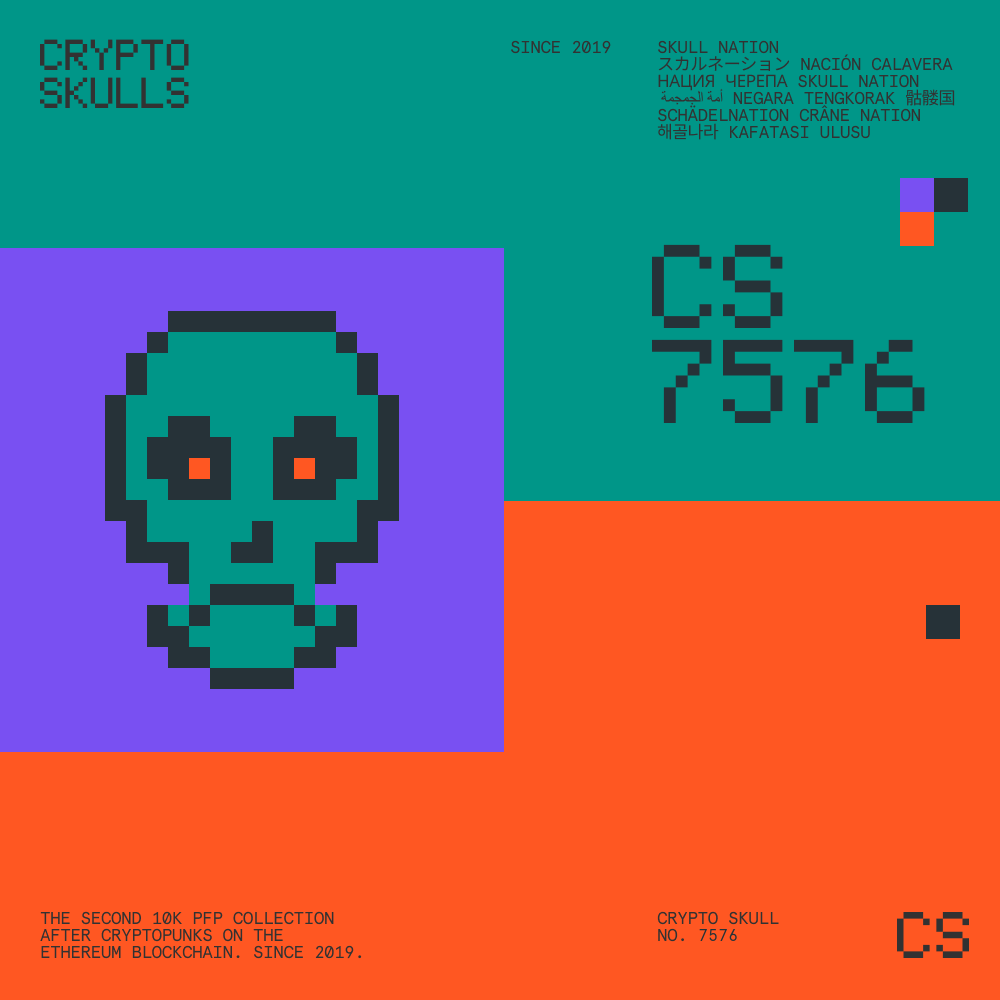 CRYPTO
SKULLS
SINCE 2019
SKULL NATION
スカルネーション NACIÓN CALAVERA
НАЦИЯ ЧЕРЕПА SKULL NATION
أمة الجمجمة NEGARA TENGKORAK 骷髅国
SCHÄDELNATION CRÂNE NATION
해골나라 KAFATASI ULUSU
CS
7576
THE SECOND 10K PFP COLLECTION
AFTER CRYPTOPUNKS ON THE
ETHEREUM BLOCKCHAIN. SINCE 2019.
CRYPTO SKULL
NO. 7576
CS